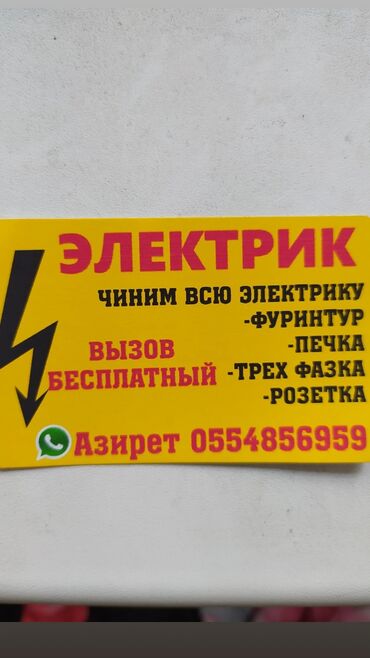 ЭЛЕКТРИК
ЧИНИМ ВСЮ ЭЛЕКТРИКУ
-ФУРИНТУР
-ПЕЧКА
-ТРЕХ ФАЗКА
-РОЗЕТКА
ВЫЗОВ
БЕСПЛАТНЫЙ
Азирет 0554856959